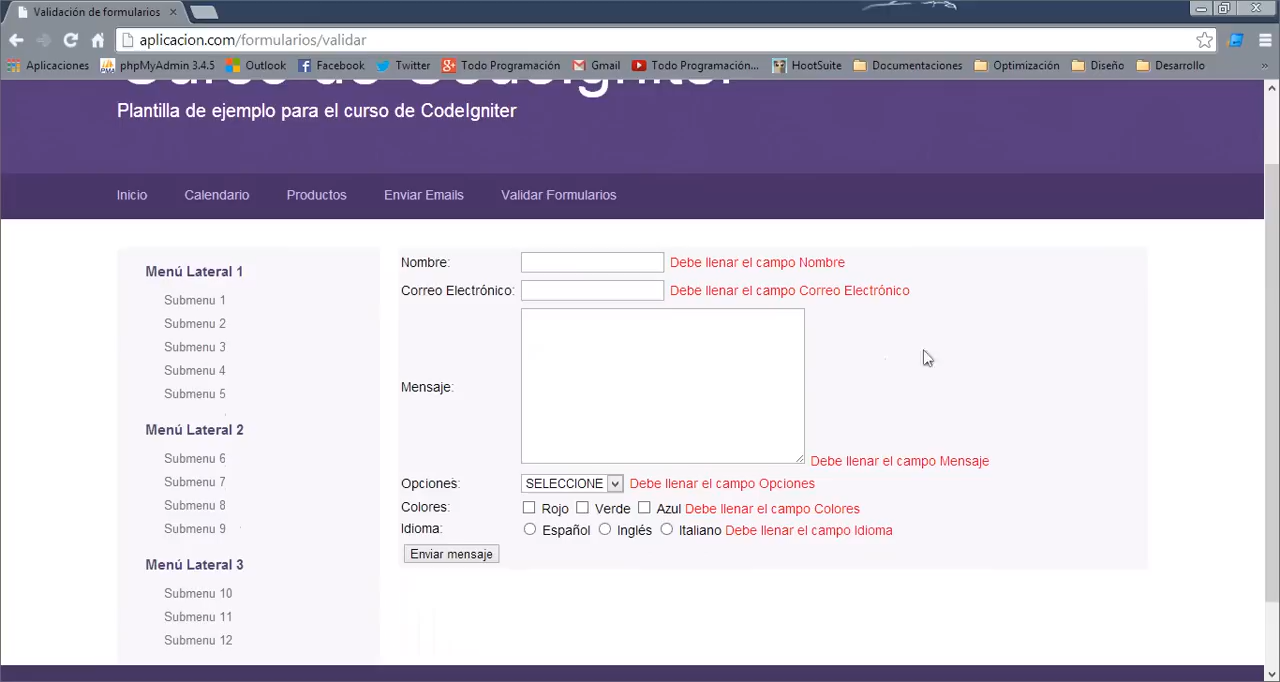 Validación de formularios
aplicacion.com/formularios/validar
Aplicaciones phpMyAdmin 3.4.5 Outlook Facebook Twitter Todo Programación Gmail Todo Programación... HootSuite Documentaciones Optimización Diseño Desarrollo »
Curso de CodeIgniter
Plantilla de ejemplo para el curso de CodeIgniter
Inicio Calendario Productos Enviar Emails Validar Formularios
Menú Lateral 1
Submenu 1
Submenu 2
Submenu 3
Submenu 4
Submenu 5
Menú Lateral 2
Submenu 6
Submenu 7
Submenu 8
Submenu 9
Menú Lateral 3
Submenu 10
Submenu 11
Submenu 12
Nombre: Debe llenar el campo Nombre
Correo Electrónico: Debe llenar el campo Correo Electrónico
Mensaje:
Debe llenar el campo Mensaje
Opciones: SELECCIONE Debe llenar el campo Opciones
Colores: Rojo Verde Azul Debe llenar el campo Colores
Idioma: Español Inglés Italiano Debe llenar el campo Idioma
Enviar mensaje